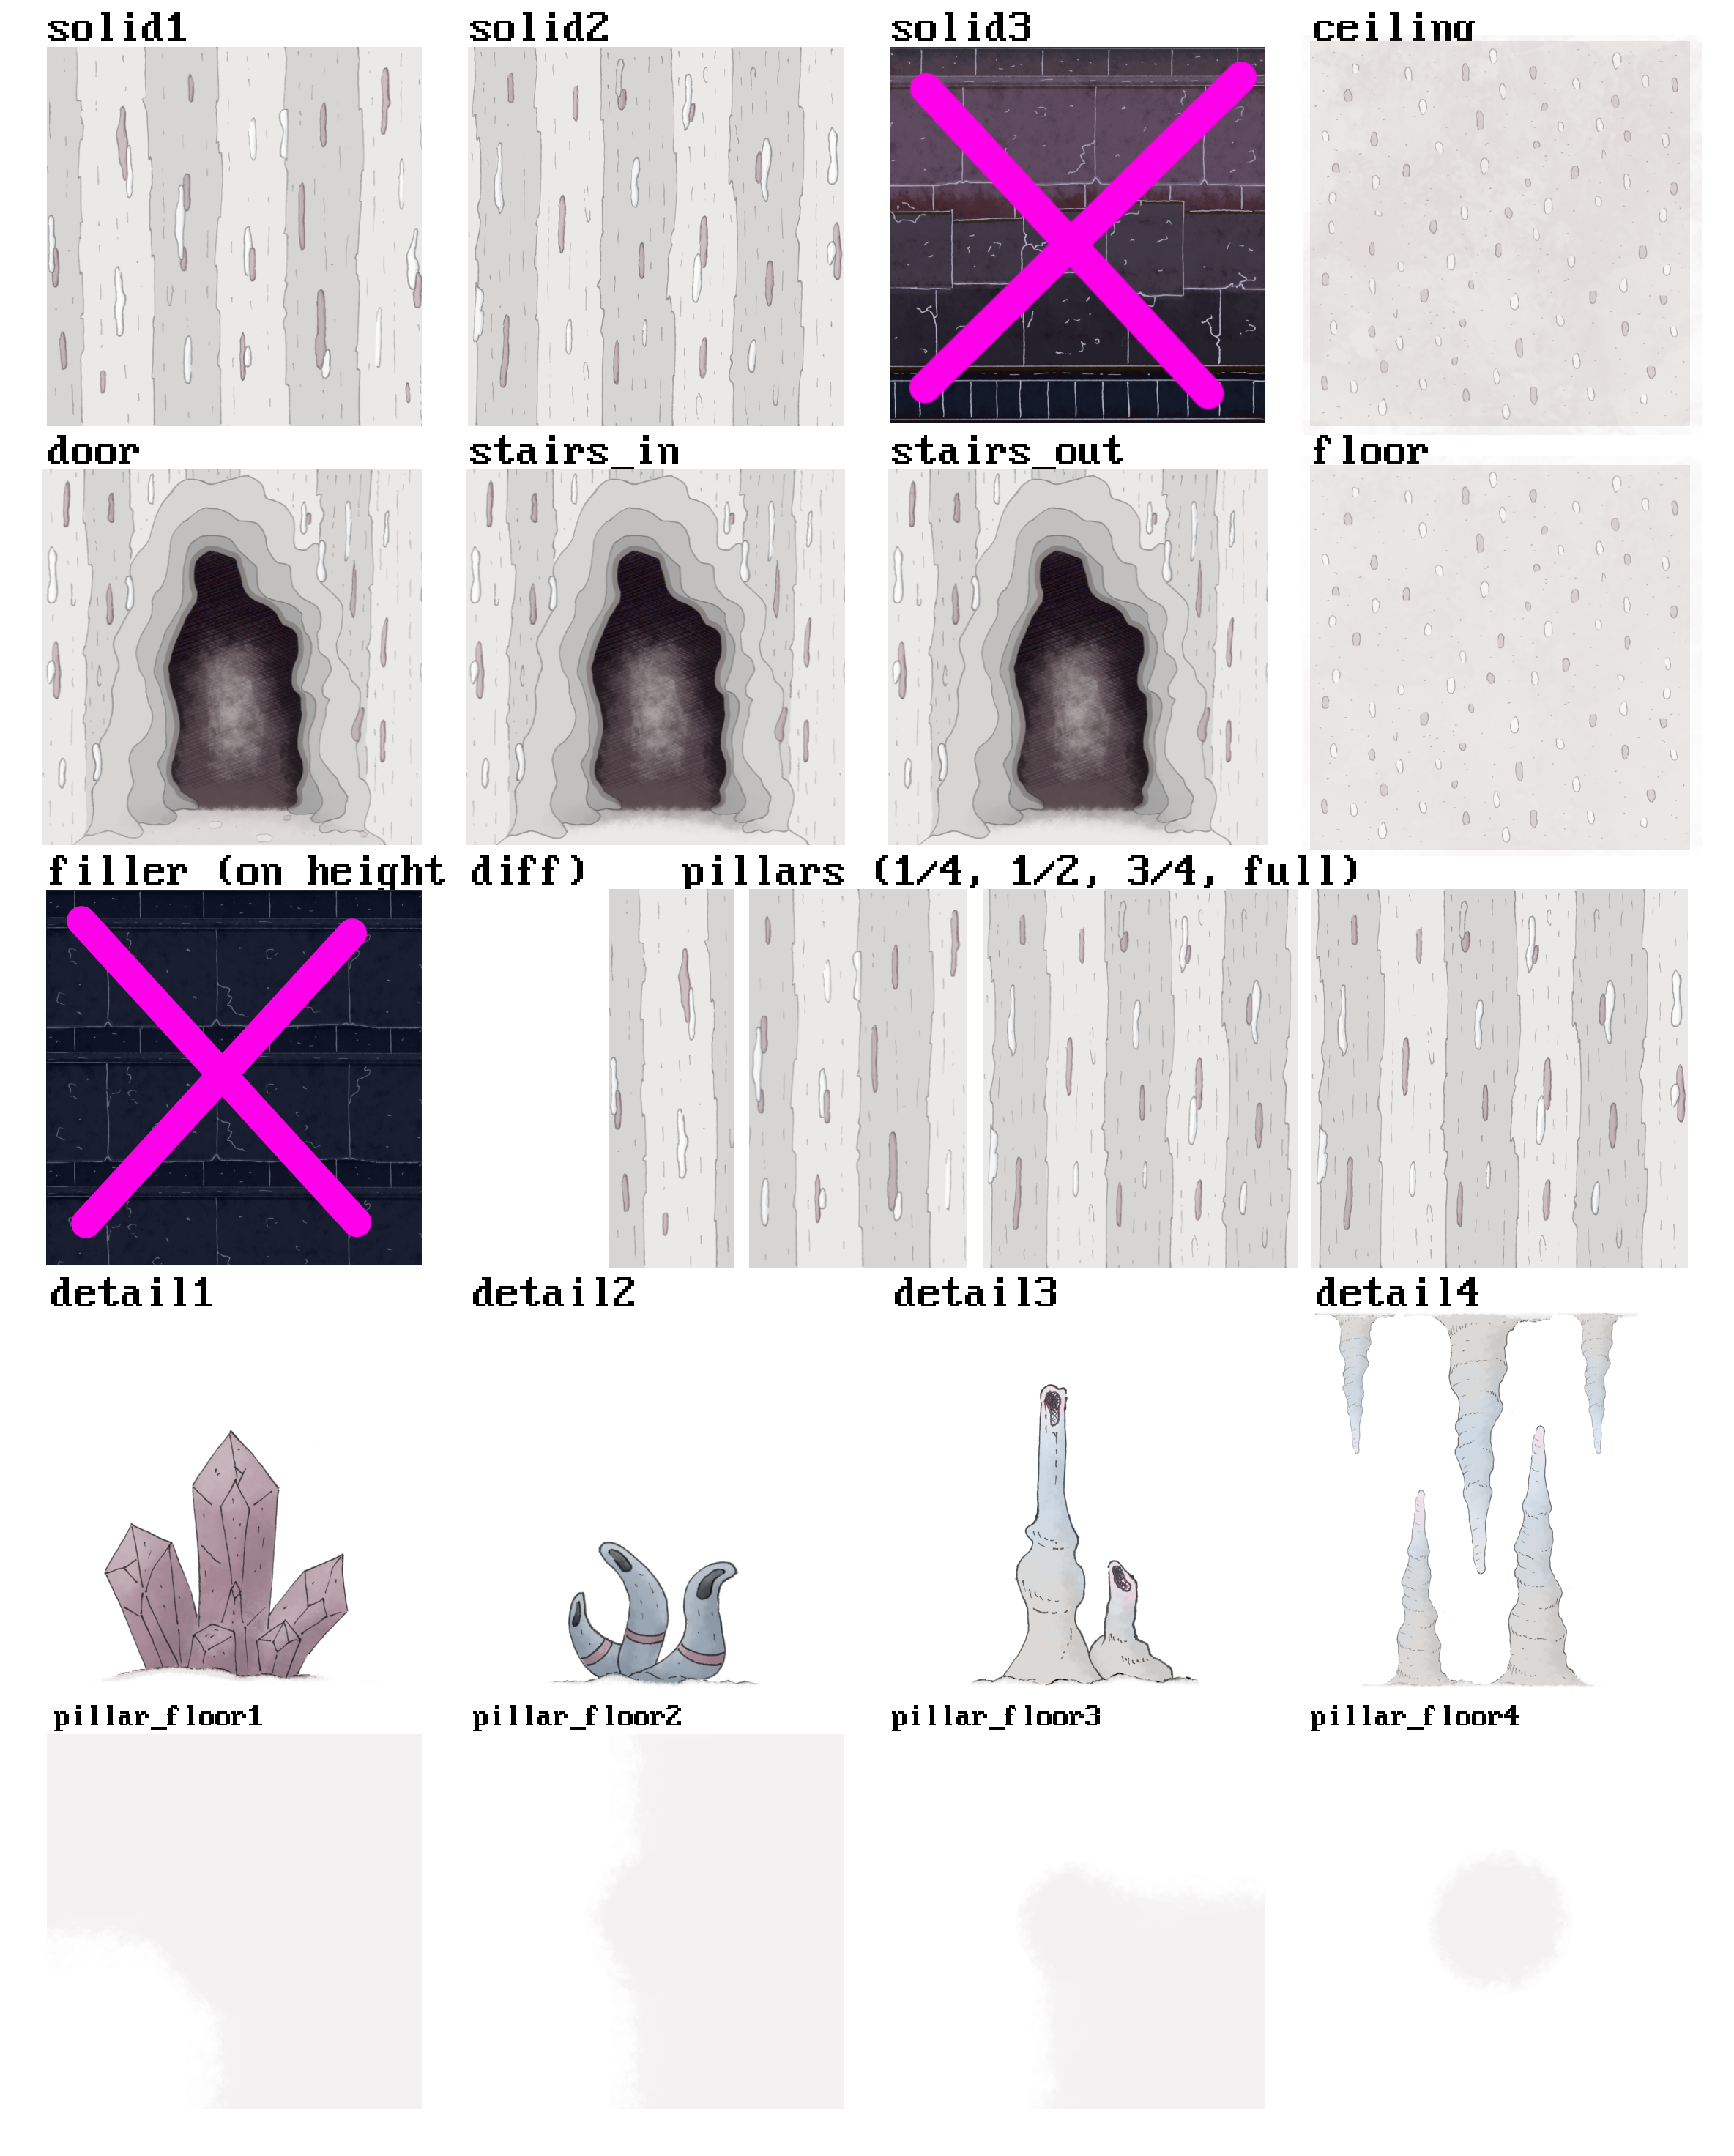 solid1 solid2 solid3 ceiling
door stairs_in stairs_out floor
filler (on height diff) pillars (1/4, 1/2, 3/4, full)
detail1 detail2 detail3 detail4
pillar_floor1 pillar_floor2 pillar_floor3 pillar_floor4